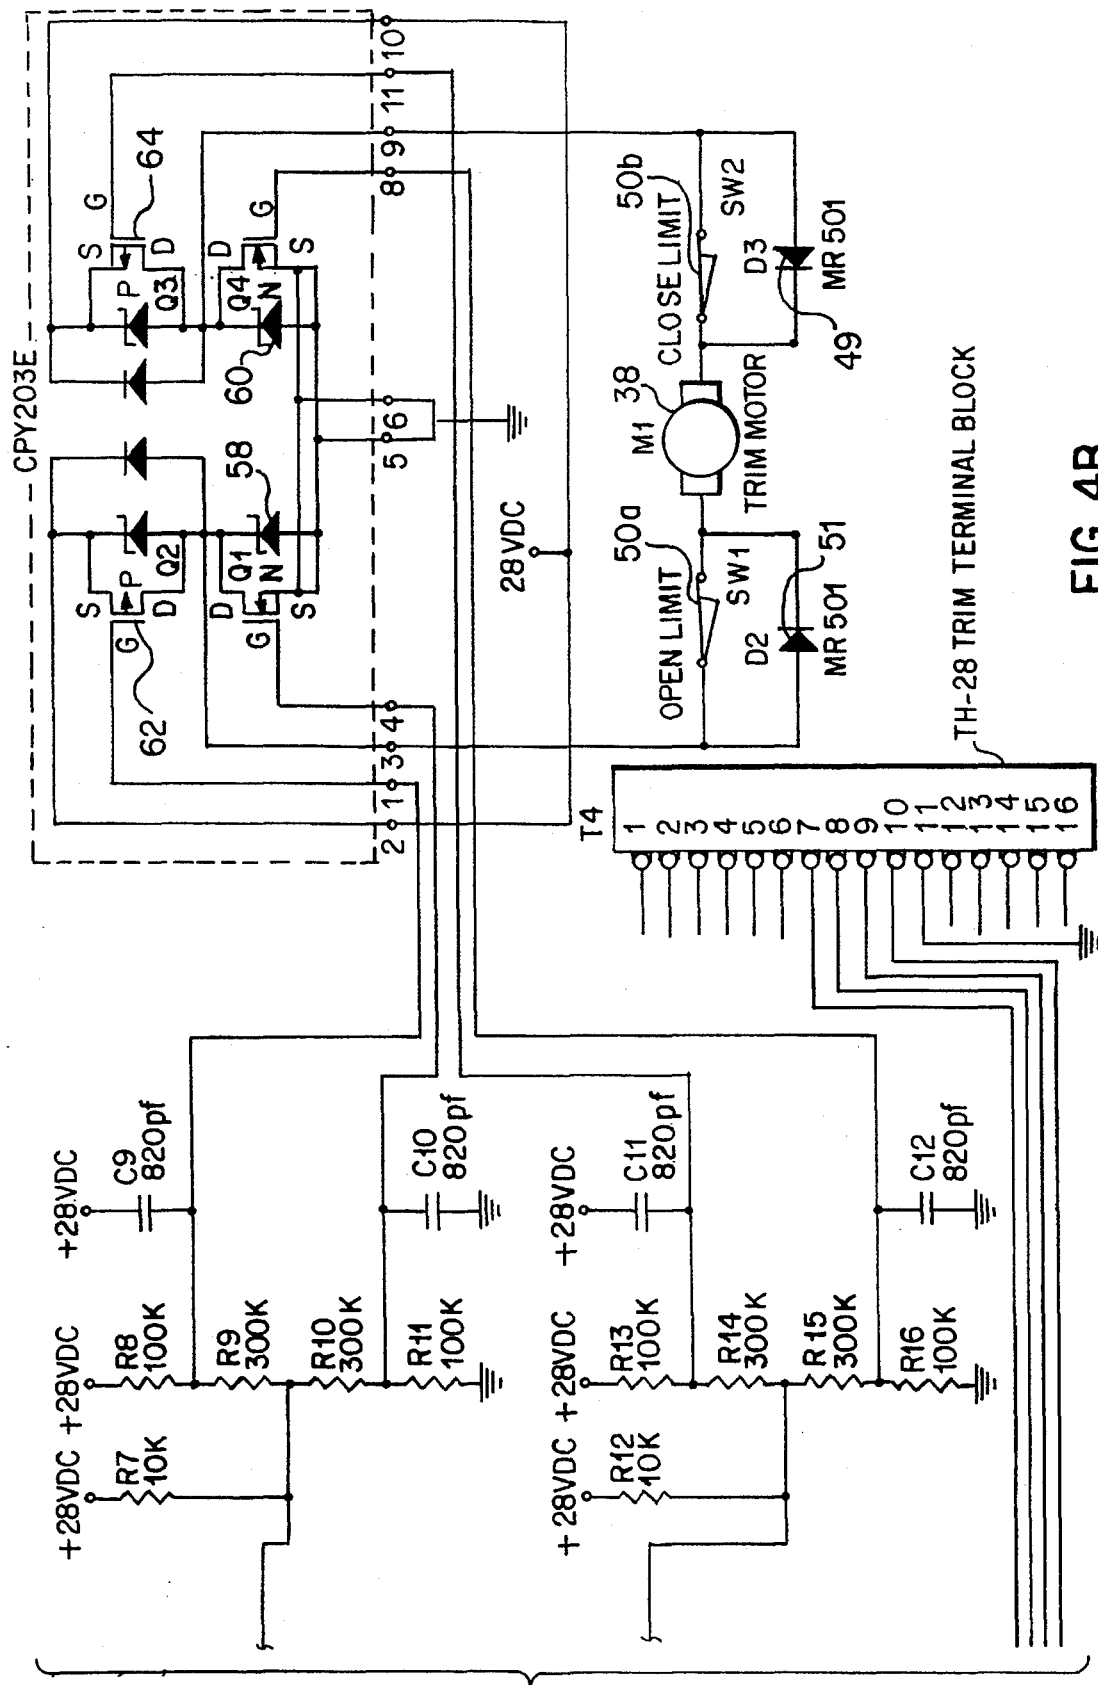 CPY203E
62
G
S
D
P
Q2
D
Q1
N
G
S
58
60
G
S
D
P
Q3
D
Q4
N
G
S
64
2
1
3
4
5
6
8
9
11
10
28VDC
OPEN LIMIT
50a
SW1
D2
MR501
51
M1
38
TRIM MOTOR
CLOSE LIMIT
50b
SW2
D3
MR501
49
+28VDC
R7
10K
+28VDC
R8
100K
R9
300K
R10
300K
R11
100K
+28VDC
C9
820pf
C10
820pf
+28VDC
R12
10K
+28VDC
R13
100K
R14
300K
R15
300K
R16
100K
+28VDC
C11
820pf
C12
820pf
T4
1
2
3
4
5
6
7
8
9
10
11
12
13
14
15
16
TH-28 TRIM TERMINAL BLOCK
FIG. 4B